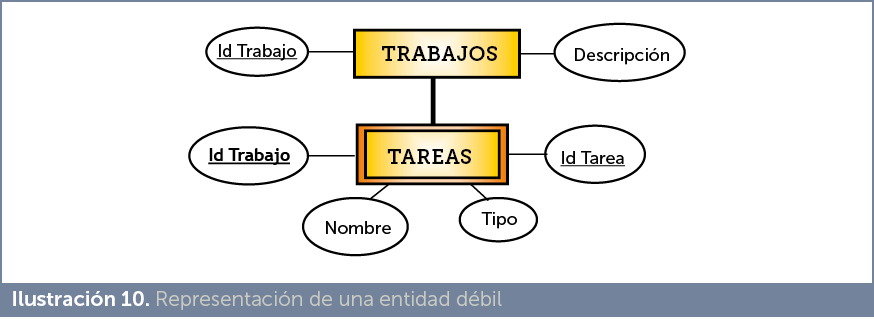 Id Trabajo
TRABAJOS
Descripción
Id Trabajo
TAREAS
Id Tarea
Nombre
Tipo
Ilustración 10. Representación de una entidad débil